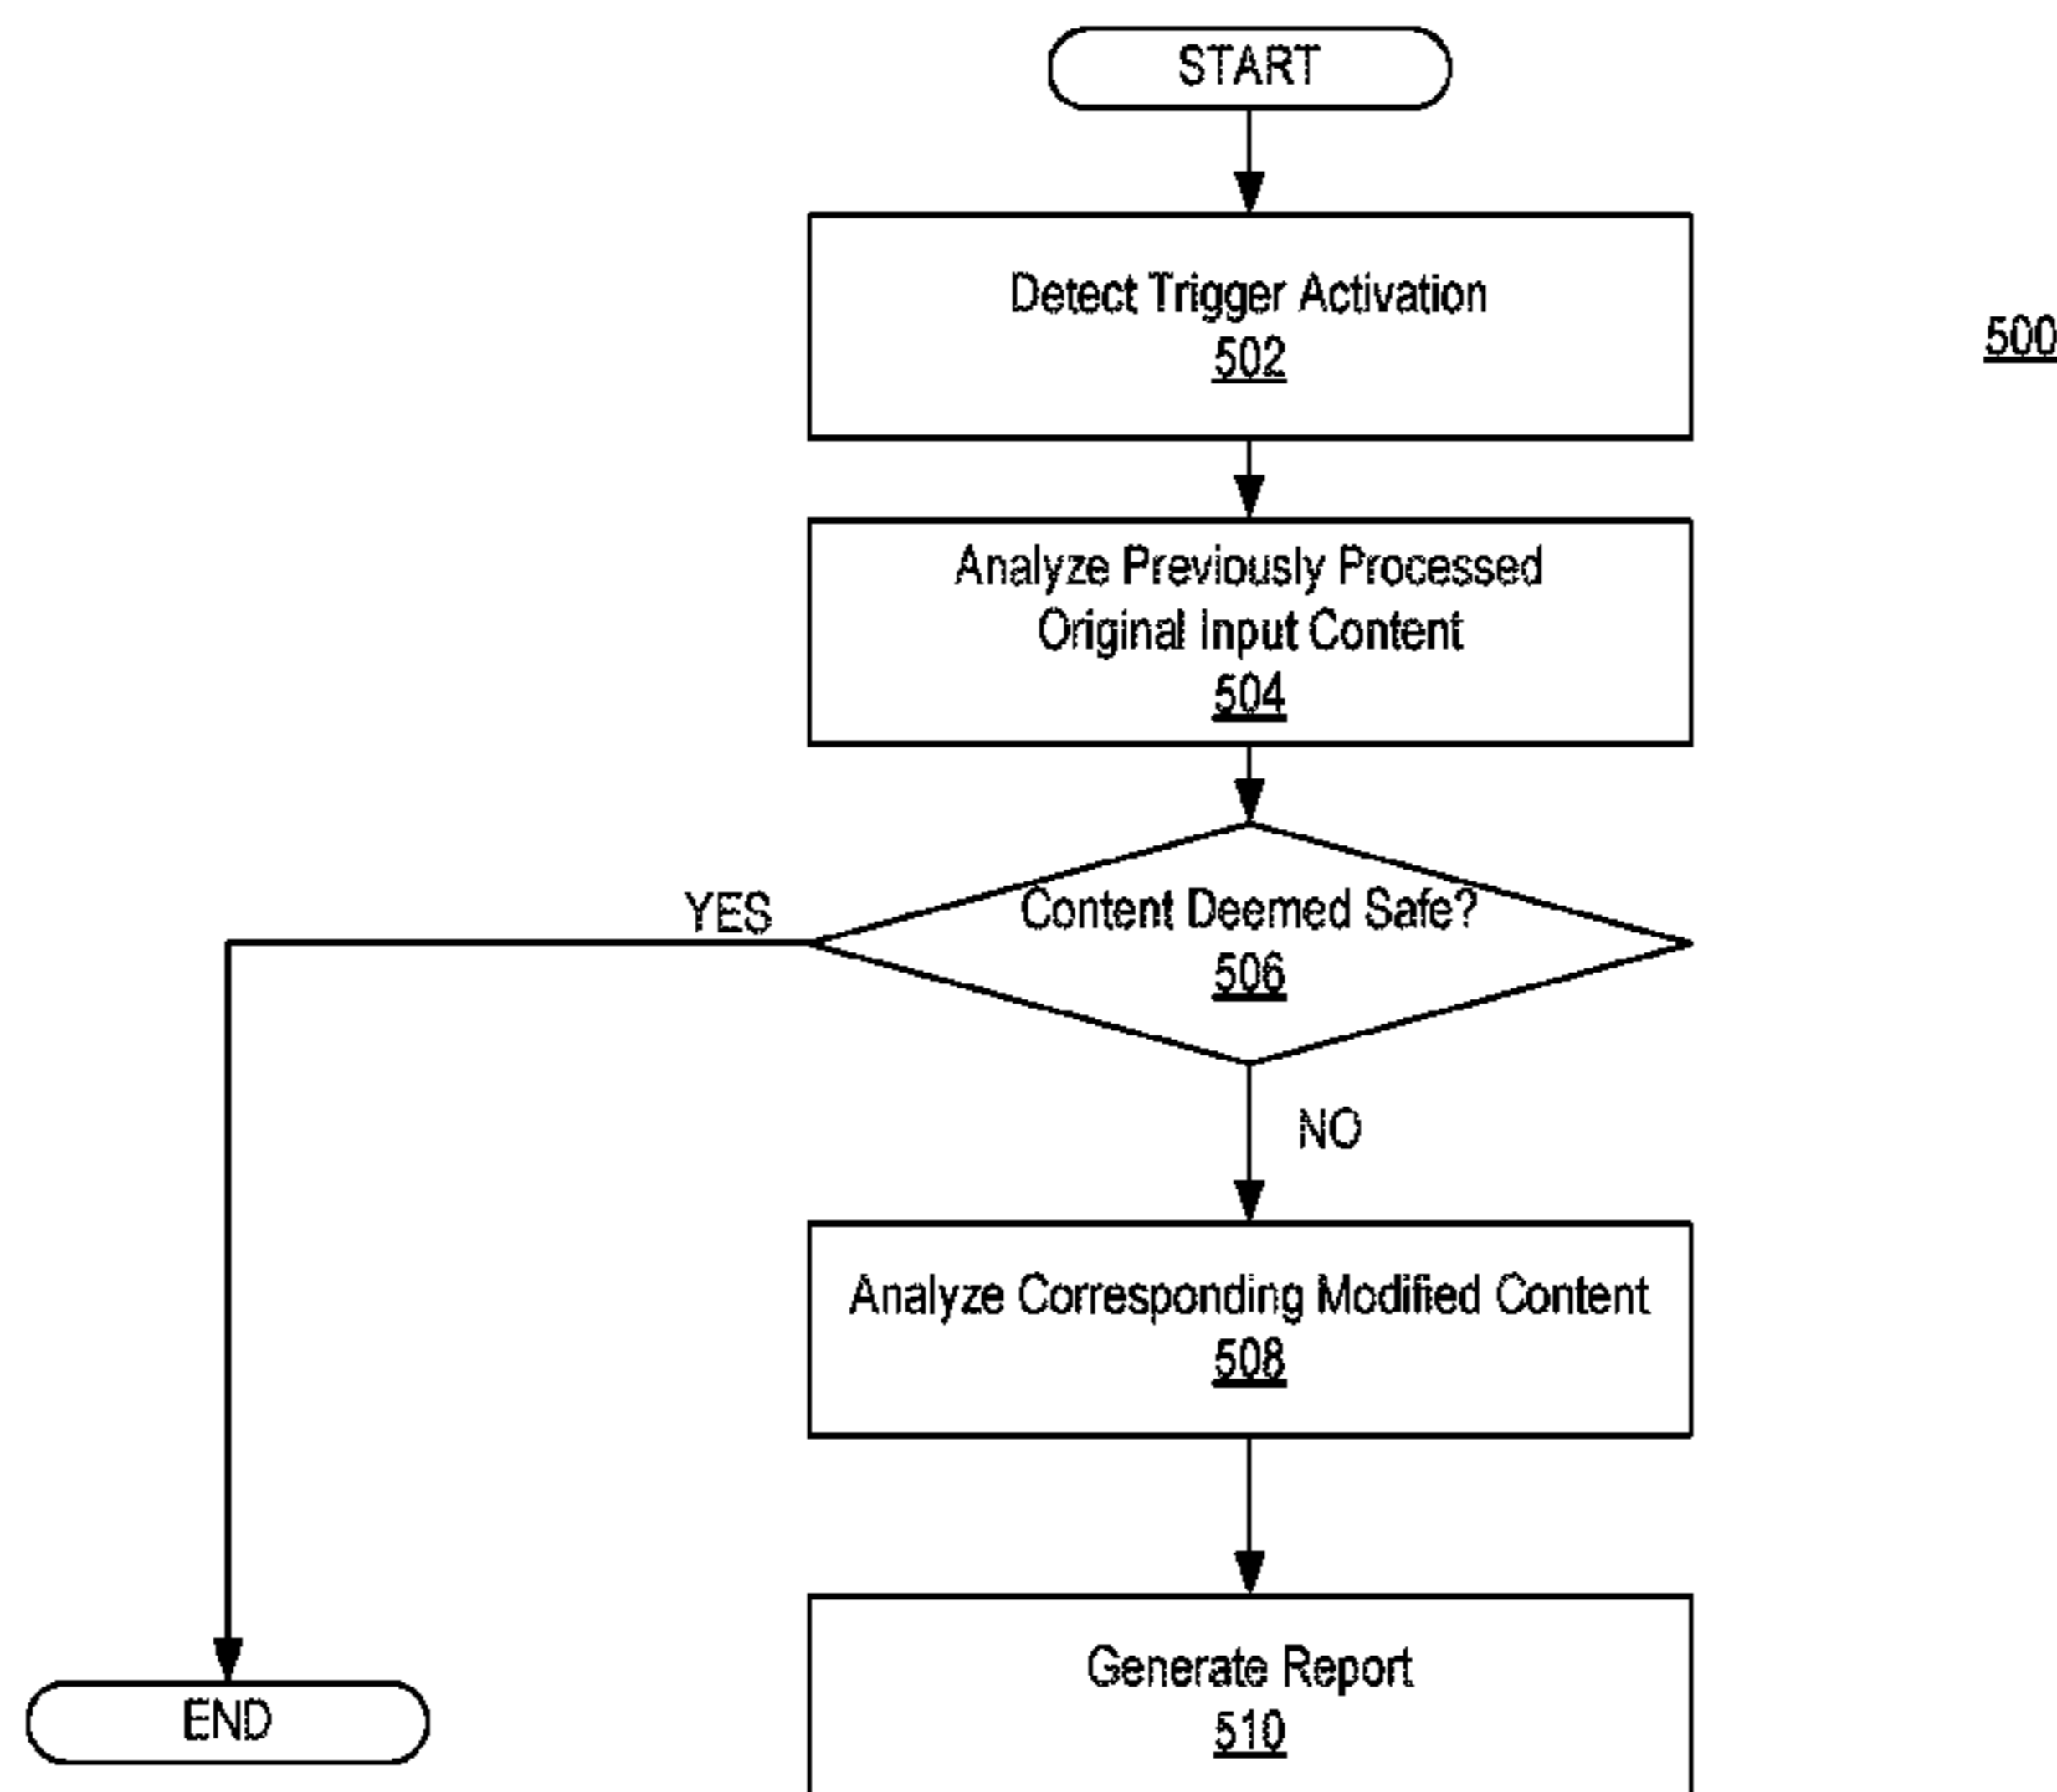 START
Detect Trigger Activation
502
500
Analyze Previously Processed
Original Input Content
504
YES
Content Deemed Safe?
506
NO
Analyze Corresponding Modified Content
508
Generate Report
510
END